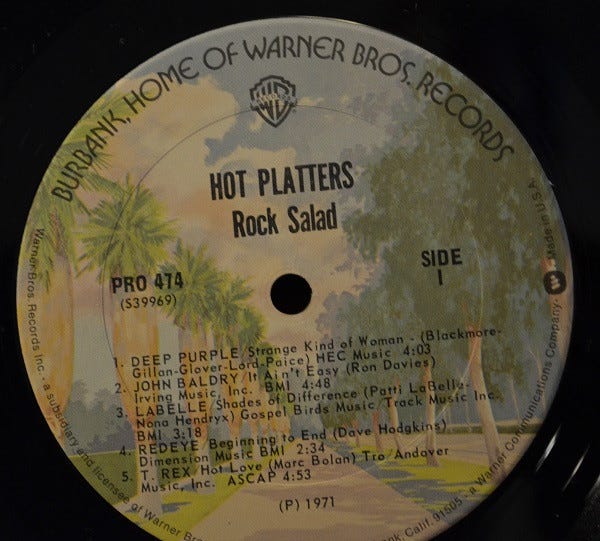 BURBANK, HOME OF WARNER BROS. RECORDS
HOT PLATTERS
Rock Salad
PRO 474
(S39969)
SIDE
1
1. DEEP PURPLE/Strange Kind of Woman - (Blackmore-
Gillan-Glover-Lord-Paice) HEC Music 4:03
2. JOHN BALDRY/It Ain't Easy (Ron Davies)
Irving Music, Inc. BMI 4:48
3. LABELLE/Shades of Difference (Patti LaBelle-
Nona Hendryx) Gospel Birds Music/Track Music Inc.
BMI 3:18
4. REDEYE/Beginning to End (Dave Hodgkins)
Dimension Music BMI 2:34
5. T. REX/Hot Love (Marc Bolan) Tro/Andover
Music, Inc. ASCAP 4:53
(P) 1971
Warner Bros. Records Inc. - a subsidiary and licensee of Warner Bros
bank, Calif. 91505 - a Warner Communications Company - Made in U.S.A.